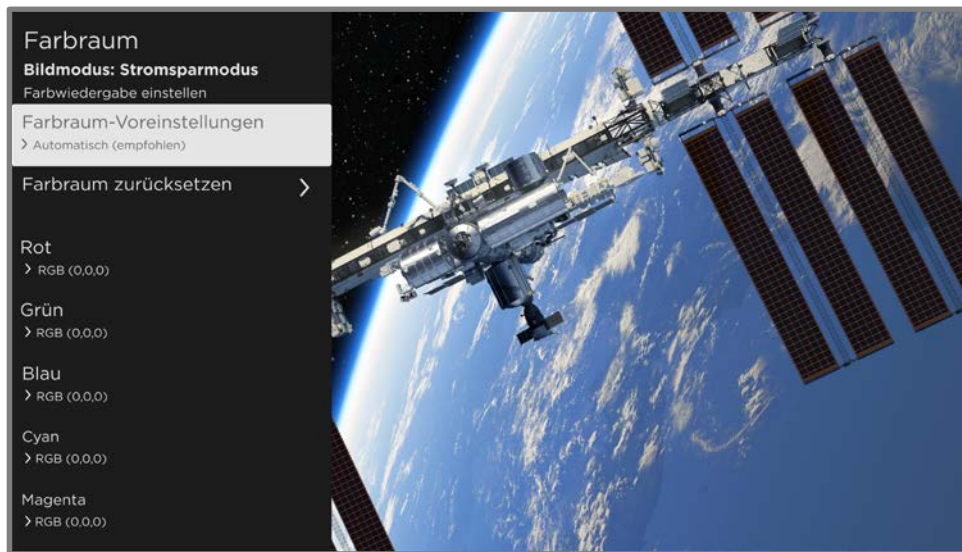 Farbraum
Bildmodus: Stromsparmodus
Farbwiedergabe einstellen
Farbraum-Voreinstellungen
Automatisch (empfohlen)
Farbraum zurücksetzen
Rot
RGB (0,0,0)
Grün
RGB (0,0,0)
Blau
RGB (0,0,0)
Cyan
RGB (0,0,0)
Magenta
RGB (0,0,0)